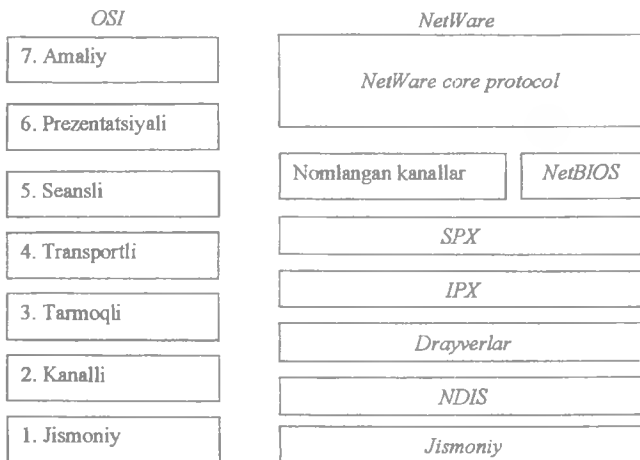 OSI
7. Amaliy
6. Prezentatsiyali
5. Seansli
4. Transportli
3. Tarmoqli
2. Kanalli
1. Jismoniy
NetWare
NetWare core protocol
Nomlangan kanallar
NetBIOS
SPX
IPX
Drayverlar
NDIS
Jismoniy